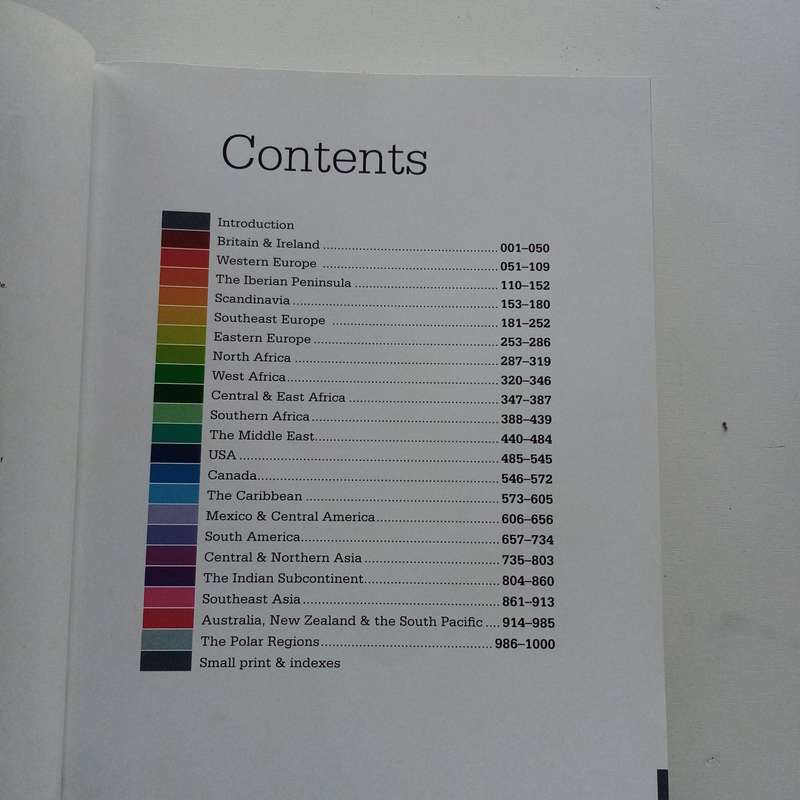 Contents
Introduction
Britain & Ireland ........ 001–050
Western Europe ........ 051–109
The Iberian Peninsula ........ 110–152
Scandinavia ........ 153–180
Southeast Europe ........ 181–252
Eastern Europe ........ 253–286
North Africa ........ 287–319
West Africa ........ 320–346
Central & East Africa ........ 347–387
Southern Africa ........ 388–439
The Middle East ........ 440–484
USA ........ 485–545
Canada ........ 546–572
The Caribbean ........ 573–605
Mexico & Central America ........ 606–656
South America ........ 657–734
Central & Northern Asia ........ 735–803
The Indian Subcontinent ........ 804–860
Southeast Asia ........ 861–913
Australia, New Zealand & the South Pacific .... 914–985
The Polar Regions ........ 986–1000
Small print & indexes